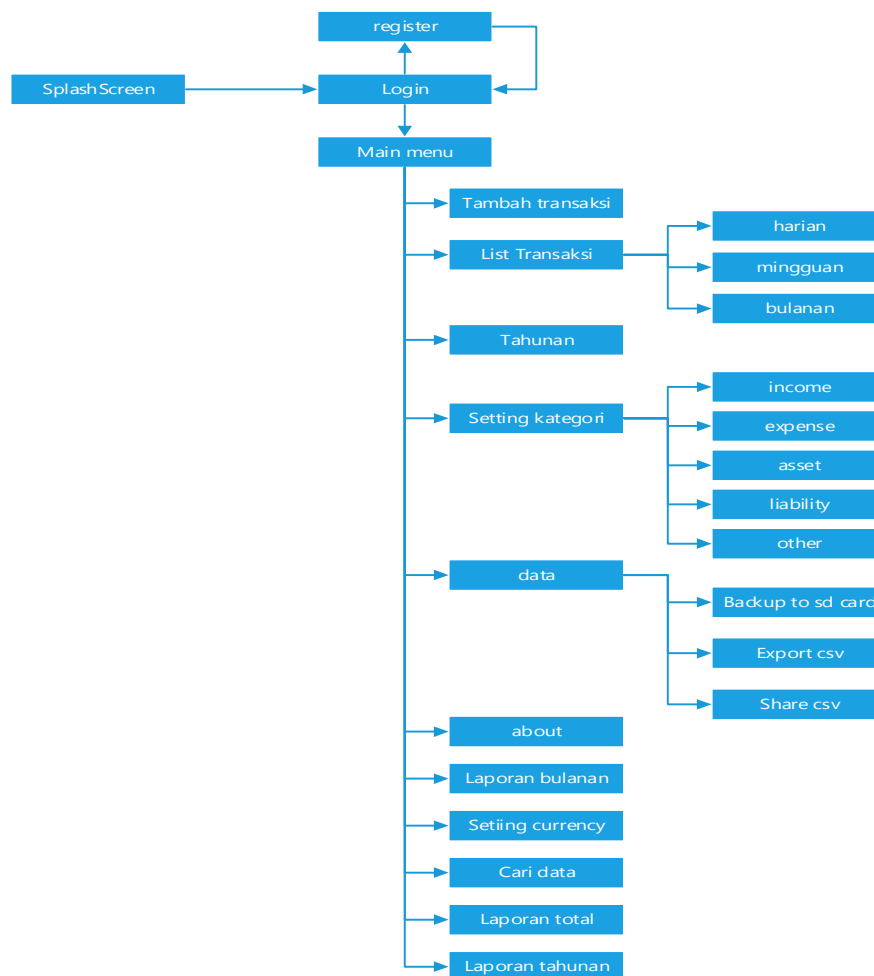 register
SplashScreen
Login
Main menu
Tambah transaksi
List Transaksi
harian
mingguan
bulanan
Tahunan
Setting kategori
income
expense
asset
liability
other
data
Backup to sd card
Export csv
Share csv
about
Laporan bulanan
Setiing currency
Cari data
Laporan total
Laporan tahunan